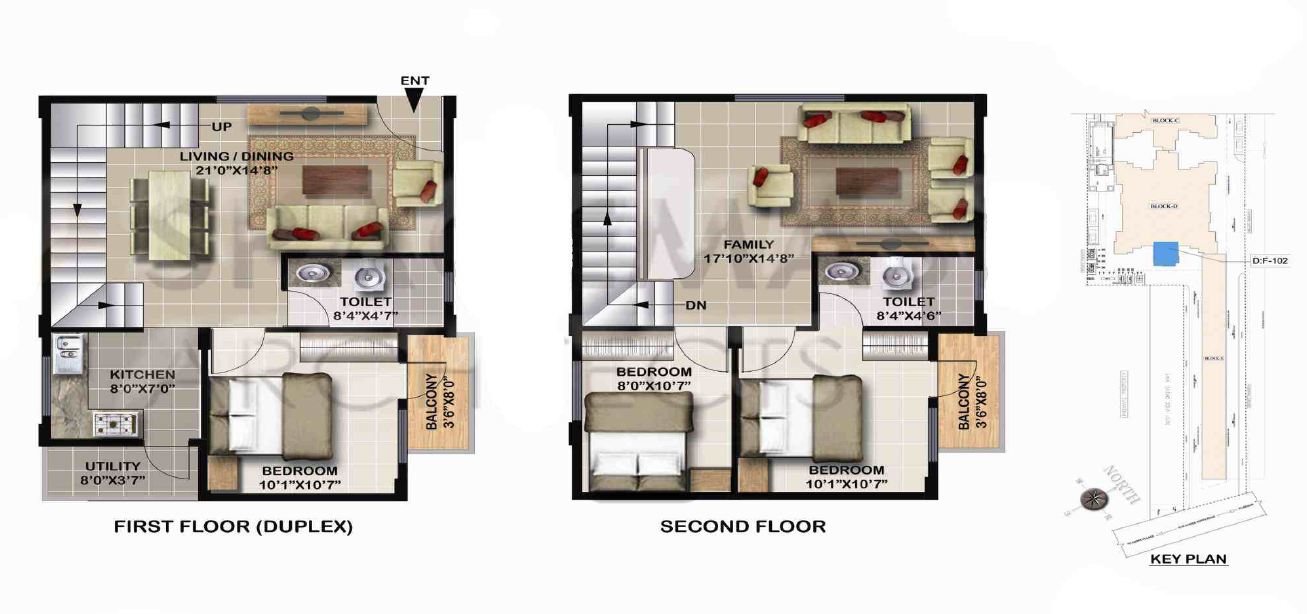 ENT
UP
LIVING / DINING
21'0"X14'8"
TOILET
8'4"X4'7"
KITCHEN
8'0"X7'0"
BALCONY
3'6"X8'0"
UTILITY
8'0"X3'7"
BEDROOM
10'1"X10'7"
FIRST FLOOR (DUPLEX)
FAMILY
17'10"X14'8"
DN
TOILET
8'4"X4'6"
BEDROOM
8'0"X10'7"
BALCONY
3'6"X8'0"
BEDROOM
10'1"X10'7"
SECOND FLOOR
ARCHITECTS
BLOCK-C
BLOCK-D
D:F-102
NORTH
KEY PLAN